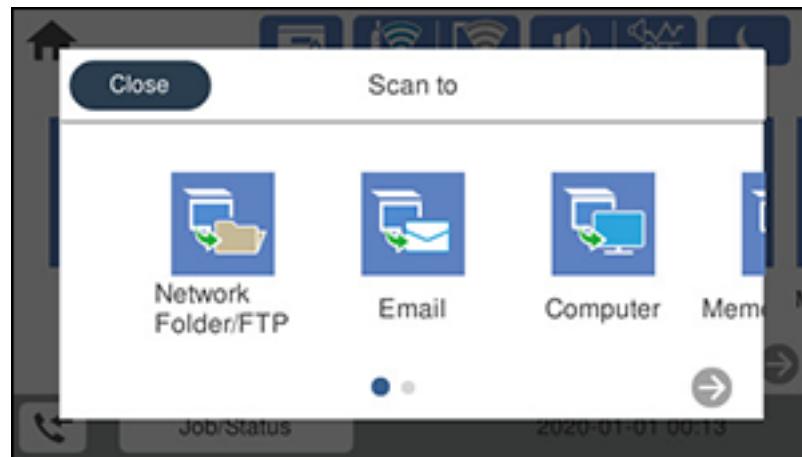 Close
Scan to
Network
Folder/FTP
Email
Computer
Job/Status
2020-01-01 00:13